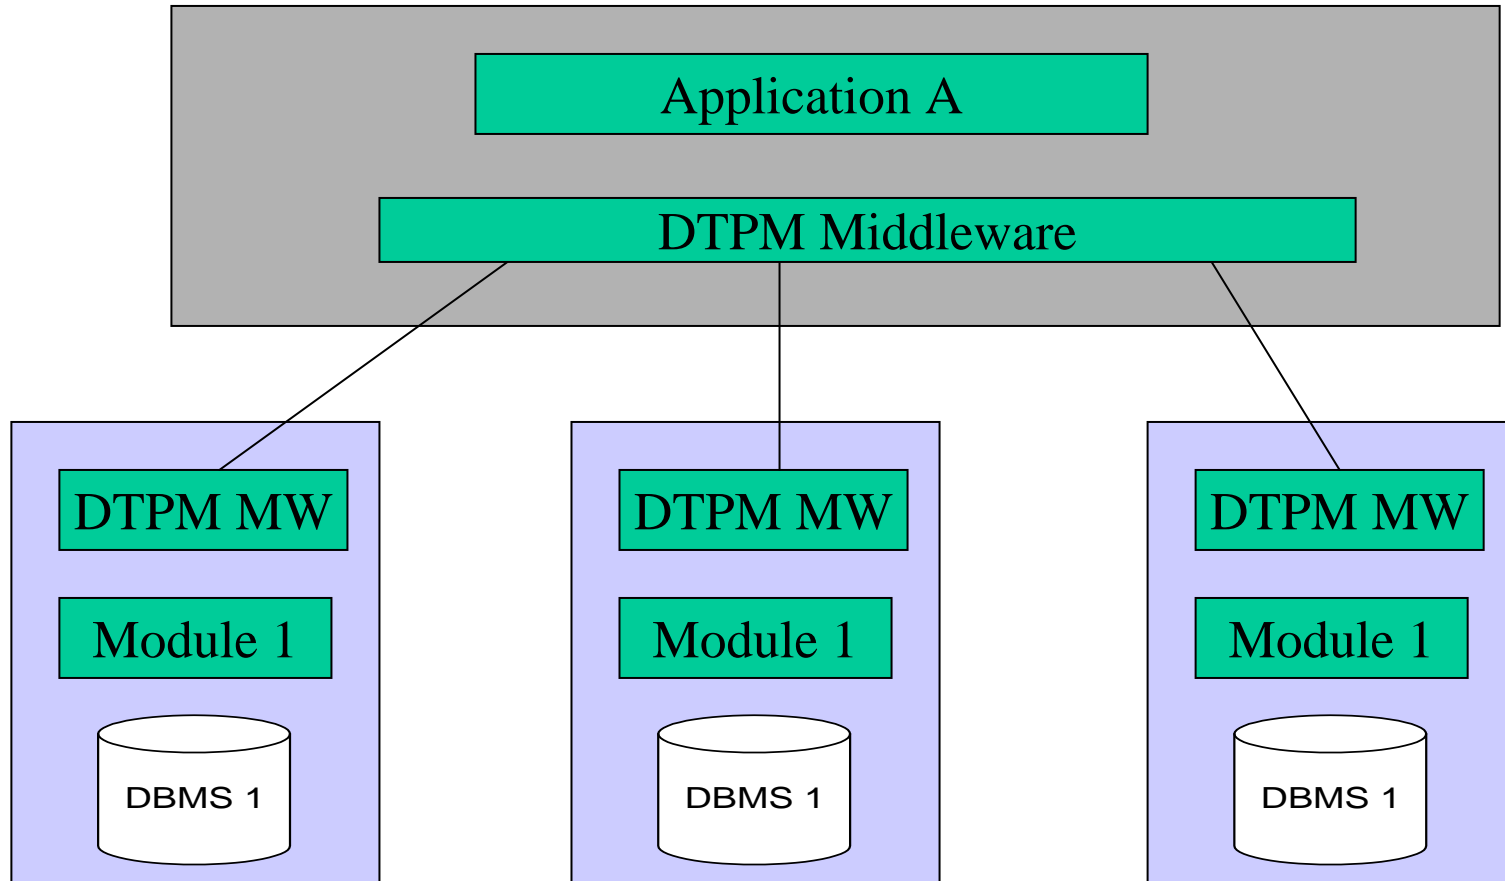 Application A
DTPM Middleware
DTPM MW
DTPM MW
DTPM MW
Module 1
Module 1
Module 1
DBMS 1
DBMS 1
DBMS 1